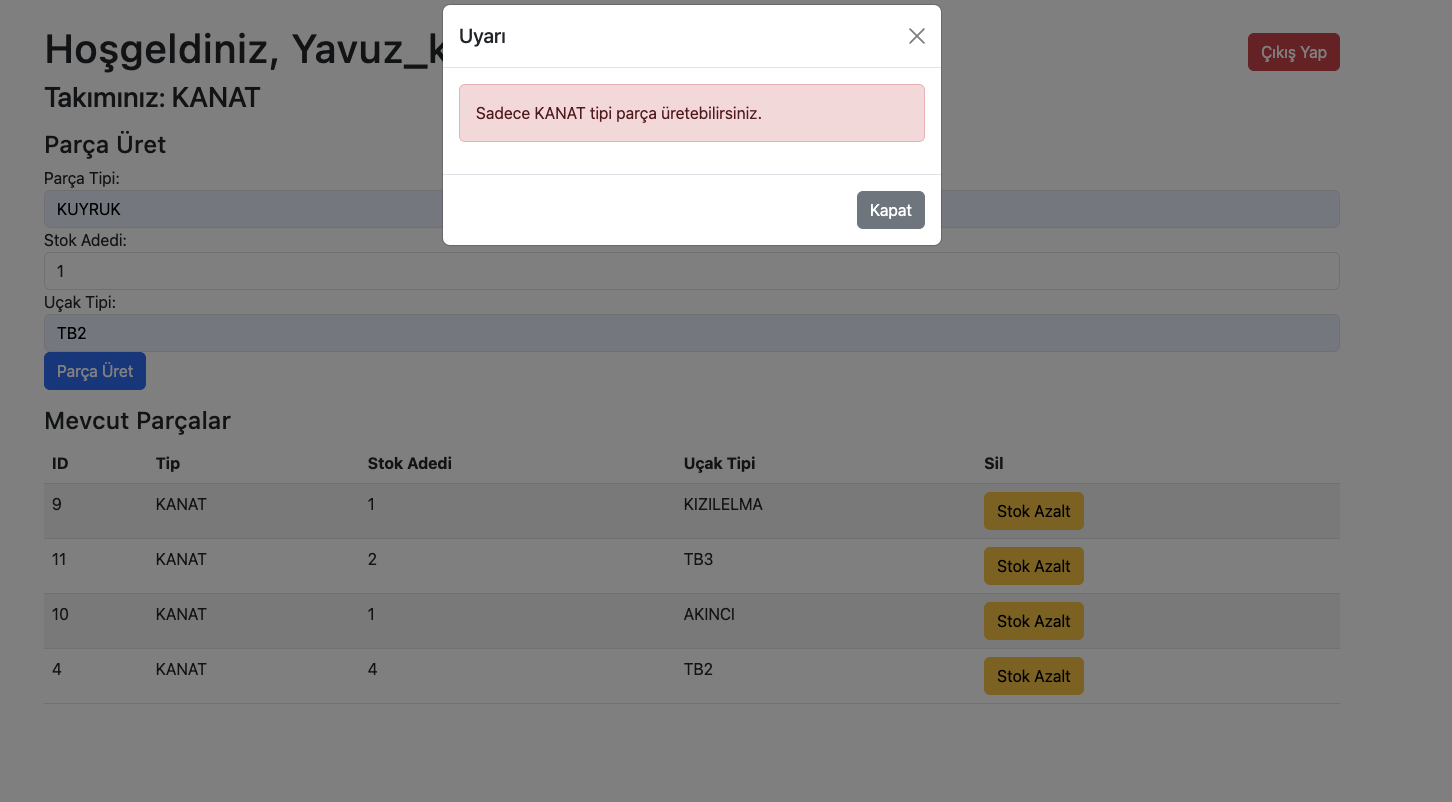 Uyarı
Sadece KANAT tipi parça üretebilirsiniz.
Kapat
Hoşgeldiniz, Yavuz_k
Çıkış Yap
Takımınız: KANAT
Parça Üret
Parça Tipi:
KUYRUK
Stok Adedi:
1
Uçak Tipi:
TB2
Parça Üret
Mevcut Parçalar
ID Tip Stok Adedi Uçak Tipi Sil
9 KANAT 1 KIZILELMA Stok Azalt
11 KANAT 2 TB3 Stok Azalt
10 KANAT 1 AKINCI Stok Azalt
4 KANAT 4 TB2 Stok Azalt